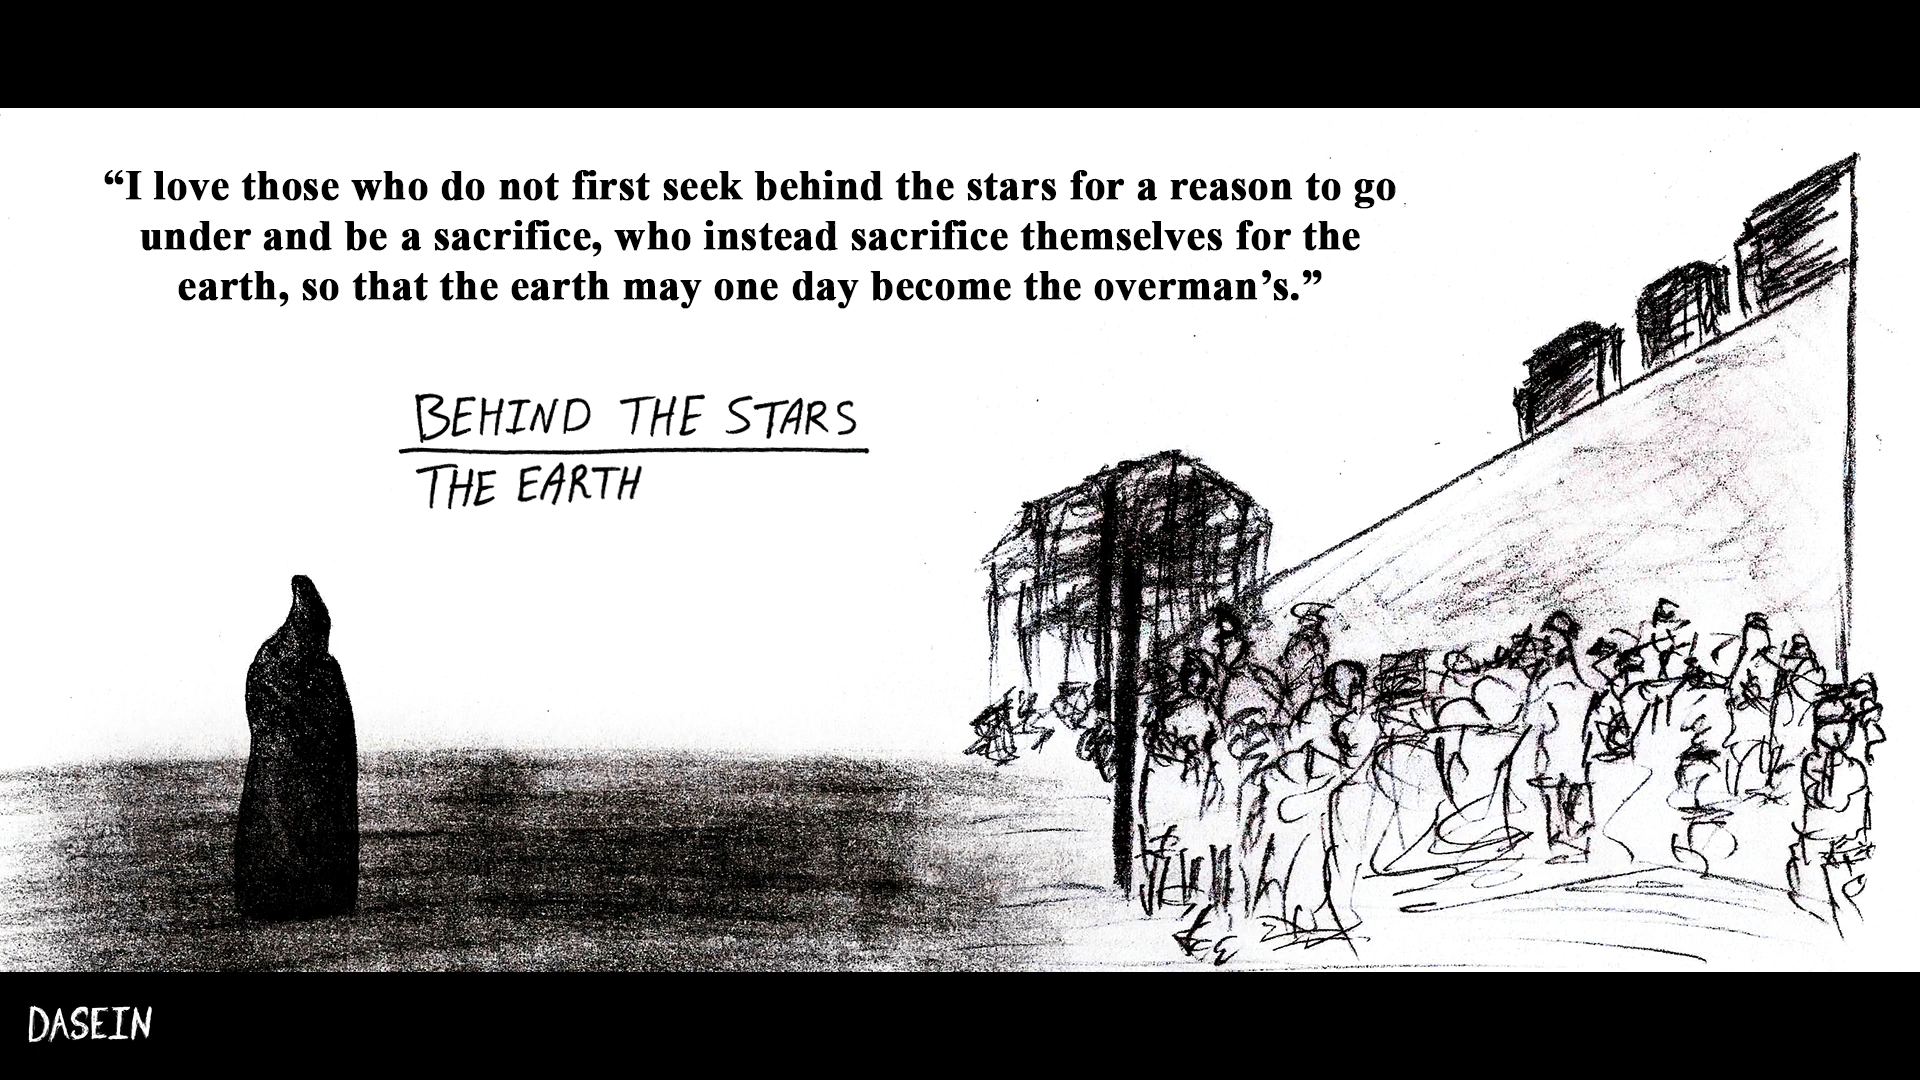 “I love those who do not first seek behind the stars for a reason to go
under and be a sacrifice, who instead sacrifice themselves for the
earth, so that the earth may one day become the overman’s.”
BEHIND THE STARS
THE EARTH
DASEIN